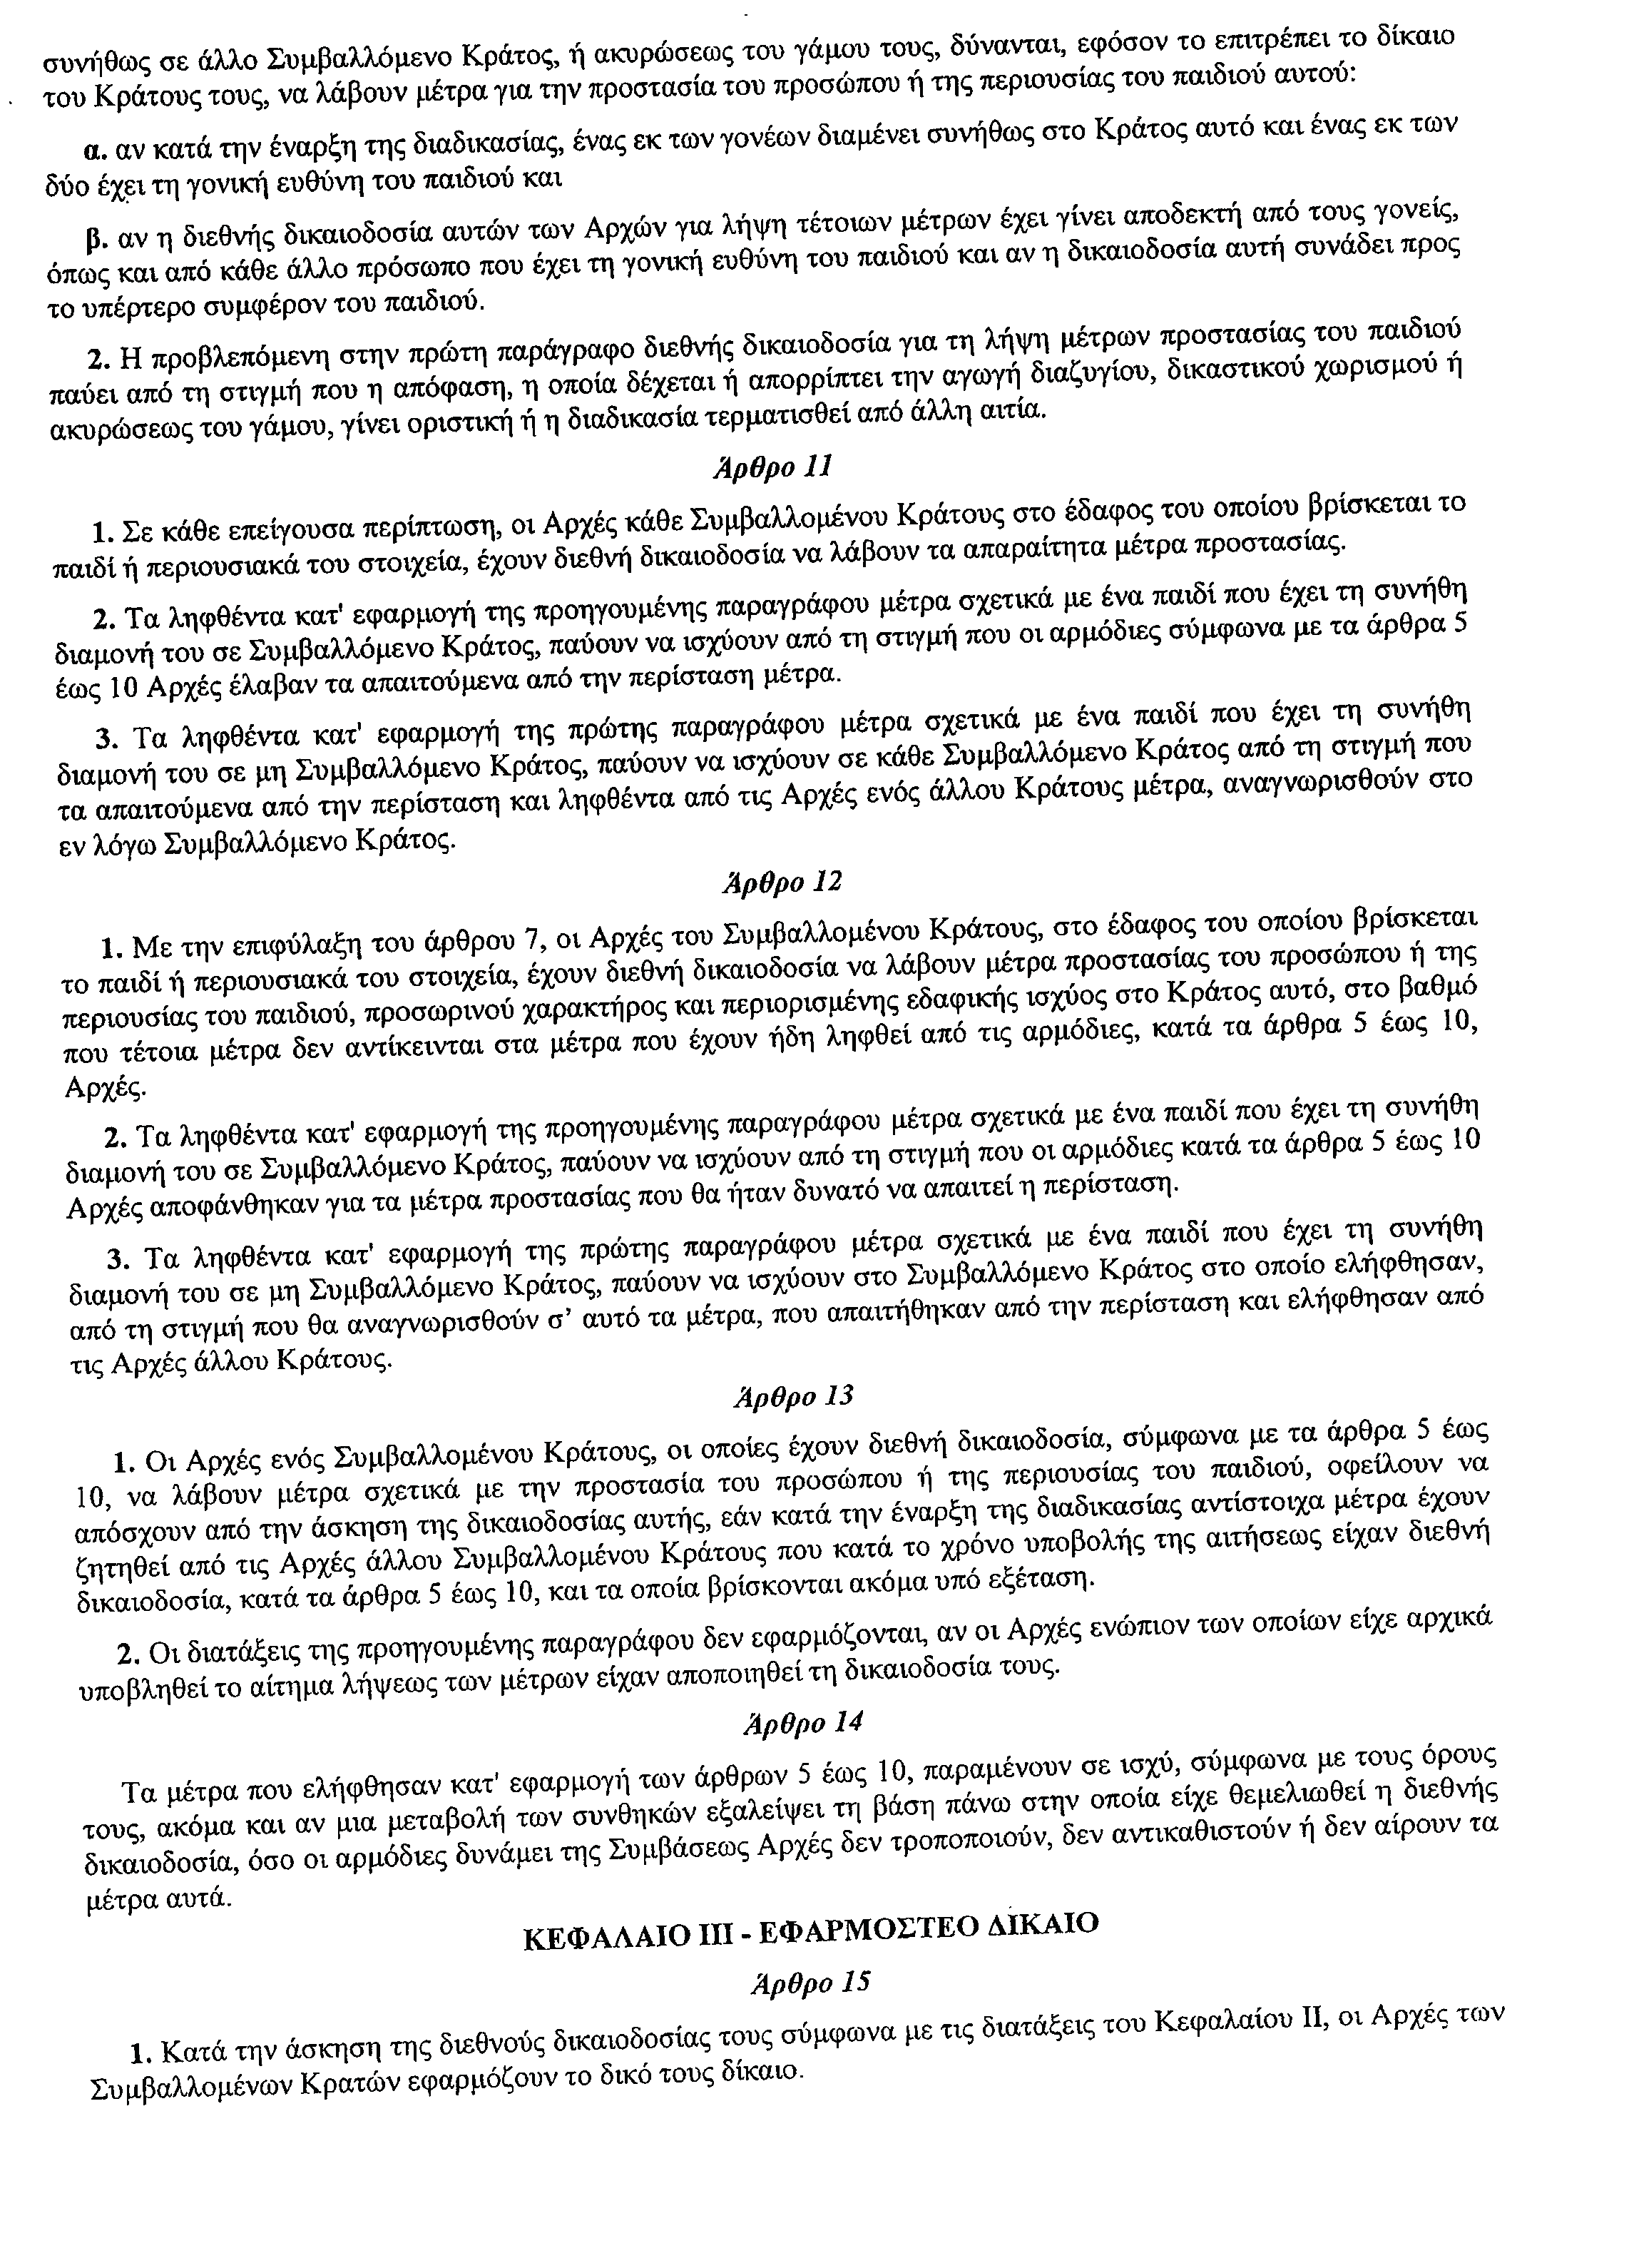 συνήθως σε άλλο Συμβαλλόμενο Κράτος, ή ακυρώσεως του γάμου τους, δύνανται, εφόσον το επιτρέπει το δίκαιο
του Κράτους τους, να λάβουν μέτρα για την προστασία του προσώπου ή της περιουσίας του παιδιού αυτού:
α. αν κατά την έναρξη της διαδικασίας, ένας εκ των γονέων διαμένει συνήθως στο Κράτος αυτό και ένας εκ των
δύο έχει τη γονική ευθύνη του παιδιού και
β. αν η διεθνής δικαιοδοσία αυτών των Αρχών για λήψη τέτοιων μέτρων έχει γίνει αποδεκτή από τους γονείς,
όπως και από κάθε άλλο πρόσωπο που έχει τη γονική ευθύνη του παιδιού και αν η δικαιοδοσία αυτή συνάδει προς
το υπέρτερο συμφέρον του παιδιού.
2. Η προβλεπόμενη στην πρώτη παράγραφο διεθνής δικαιοδοσία για τη λήψη μέτρων προστασίας του παιδιού
παύει από τη στιγμή που η απόφαση, η οποία δέχεται ή απορρίπτει την αγωγή διαζυγίου, δικαστικού χωρισμού ή
ακυρώσεως του γάμου, γίνει οριστική ή η διαδικασία τερματισθεί από άλλη αιτία.
Άρθρο 11
1. Σε κάθε επείγουσα περίπτωση, οι Αρχές κάθε Συμβαλλομένου Κράτους στο έδαφος του οποίου βρίσκεται το
παιδί ή περιουσιακά του στοιχεία, έχουν διεθνή δικαιοδοσία να λάβουν τα απαραίτητα μέτρα προστασίας.
2. Τα ληφθέντα κατ' εφαρμογή της προηγουμένης παραγράφου μέτρα σχετικά με ένα παιδί που έχει τη συνήθη
διαμονή του σε Συμβαλλόμενο Κράτος, παύουν να ισχύουν από τη στιγμή που οι αρμόδιες σύμφωνα με τα άρθρα 5
έως 10 Αρχές έλαβαν τα απαιτούμενα από την περίσταση μέτρα.
3. Τα ληφθέντα κατ' εφαρμογή της πρώτης παραγράφου μέτρα σχετικά με ένα παιδί που έχει τη συνήθη
διαμονή του σε μη Συμβαλλόμενο Κράτος, παύουν να ισχύουν σε κάθε Συμβαλλόμενο Κράτος από τη στιγμή που
τα απαιτούμενα από την περίσταση και ληφθέντα από τις Αρχές ενός άλλου Κράτους μέτρα, αναγνωρισθούν στο
εν λόγω Συμβαλλόμενο Κράτος.
Άρθρο 12
1. Με την επιφύλαξη του άρθρου 7, οι Αρχές του Συμβαλλομένου Κράτους, στο έδαφος του οποίου βρίσκεται
το παιδί ή περιουσιακά του στοιχεία, έχουν διεθνή δικαιοδοσία να λάβουν μέτρα προστασίας του προσώπου ή της
περιουσίας του παιδιού, προσωρινού χαρακτήρος και περιορισμένης εδαφικής ισχύος στο Κράτος αυτό, στο βαθμό
που τέτοια μέτρα δεν αντίκεινται στα μέτρα που έχουν ήδη ληφθεί από τις αρμόδιες, κατά τα άρθρα 5 έως 10,
Αρχές.
2. Τα ληφθέντα κατ' εφαρμογή της προηγουμένης παραγράφου μέτρα σχετικά με ένα παιδί που έχει τη συνήθη
διαμονή του σε Συμβαλλόμενο Κράτος, παύουν να ισχύουν από τη στιγμή που οι αρμόδιες κατά τα άρθρα 5 έως 10
Αρχές αποφάνθηκαν για τα μέτρα προστασίας που θα ήταν δυνατό να απαιτεί η περίσταση.
3. Τα ληφθέντα κατ' εφαρμογή της πρώτης παραγράφου μέτρα σχετικά με ένα παιδί που έχει τη συνήθη
διαμονή του σε μη Συμβαλλόμενο Κράτος, παύουν να ισχύουν στο Συμβαλλόμενο Κράτος στο οποίο ελήφθησαν,
από τη στιγμή που θα αναγνωρισθούν σ’ αυτό τα μέτρα, που απαιτήθηκαν από την περίσταση και ελήφθησαν από
τις Αρχές άλλου Κράτους.
Άρθρο 13
1. Οι Αρχές ενός Συμβαλλομένου Κράτους, οι οποίες έχουν διεθνή δικαιοδοσία, σύμφωνα με τα άρθρα 5 έως
10, να λάβουν μέτρα σχετικά με την προστασία του προσώπου ή της περιουσίας του παιδιού, οφείλουν να
απόσχουν από την άσκηση της δικαιοδοσίας αυτής, εάν κατά την έναρξη της διαδικασίας αντίστοιχα μέτρα έχουν
ζητηθεί από τις Αρχές άλλου Συμβαλλομένου Κράτους που κατά το χρόνο υποβολής της αιτήσεως είχαν διεθνή
δικαιοδοσία, κατά τα άρθρα 5 έως 10, και τα οποία βρίσκονται ακόμα υπό εξέταση.
2. Οι διατάξεις της προηγουμένης παραγράφου δεν εφαρμόζονται, αν οι Αρχές ενώπιον των οποίων είχε αρχικά
υποβληθεί το αίτημα λήψεως των μέτρων είχαν αποποιηθεί τη δικαιοδοσία τους.
Άρθρο 14
Τα μέτρα που ελήφθησαν κατ' εφαρμογή των άρθρων 5 έως 10, παραμένουν σε ισχύ, σύμφωνα με τους όρους
τους, ακόμα και αν μια μεταβολή των συνθηκών εξαλείψει τη βάση πάνω στην οποία είχε θεμελιωθεί η διεθνής
δικαιοδοσία, όσο οι αρμόδιες δυνάμει της Συμβάσεως Αρχές δεν τροποποιούν, δεν αντικαθιστούν ή δεν αίρουν τα
μέτρα αυτά.
ΚΕΦΑΛΑΙΟ ΙΙΙ - ΕΦΑΡΜΟΣΤΕΟ ΔΙΚΑΙΟ
Άρθρο 15
1. Κατά την άσκηση της διεθνούς δικαιοδοσίας τους σύμφωνα με τις διατάξεις του Κεφαλαίου ΙΙ, οι Αρχές των
Συμβαλλομένων Κρατών εφαρμόζουν το δικό τους δίκαιο.